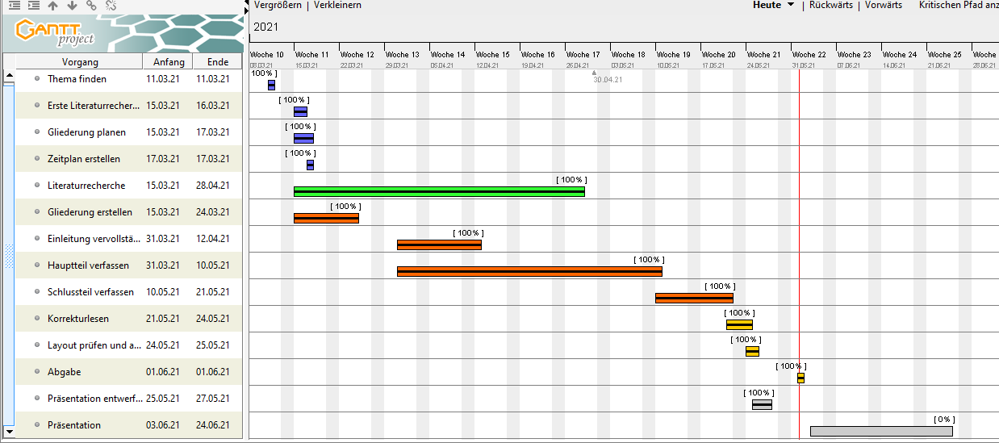 Vergrößern | Verkleinern
Heute | Rückwärts | Vorwärts Kritischen Pfad anz
GANTT project
2021
Woche 10 Woche 11 Woche 12 Woche 13 Woche 14 Woche 15 Woche 16 Woche 17 Woche 18 Woche 19 Woche 20 Woche 21 Woche 22 Woche 23 Woche 24 Woche 25 Woche
08.03.21 15.03.21 22.03.21 29.03.21 05.04.21 12.04.21 19.04.21 26.04.21 03.05.21 10.05.21 17.05.21 24.05.21 31.05.21 07.06.21 14.06.21 21.06.21 28.06.21
Vorgang Anfang Ende
30.04.21
Thema finden 11.03.21 11.03.21 100% ]
Erste Literaturrecher... 15.03.21 16.03.21 [ 100% ]
Gliederung planen 15.03.21 17.03.21 [ 100% ]
Zeitplan erstellen 17.03.21 17.03.21 [ 100% ]
Literaturrecherche 15.03.21 28.04.21 [ 100% ]
Gliederung erstellen 15.03.21 24.03.21 [ 100% ]
Einleitung vervollstä... 31.03.21 12.04.21 [ 100% ]
Hauptteil verfassen 31.03.21 10.05.21 [ 100% ]
Schlussteil verfassen 10.05.21 21.05.21 [ 100% ]
Korrekturlesen 21.05.21 24.05.21 [ 100% ]
Layout prüfen und a... 24.05.21 25.05.21 [ 100% ]
Abgabe 01.06.21 01.06.21 [ 100% ]
Präsentation entwerf... 25.05.21 27.05.21 [ 100% ]
Präsentation 03.06.21 24.06.21 [ 0% ]